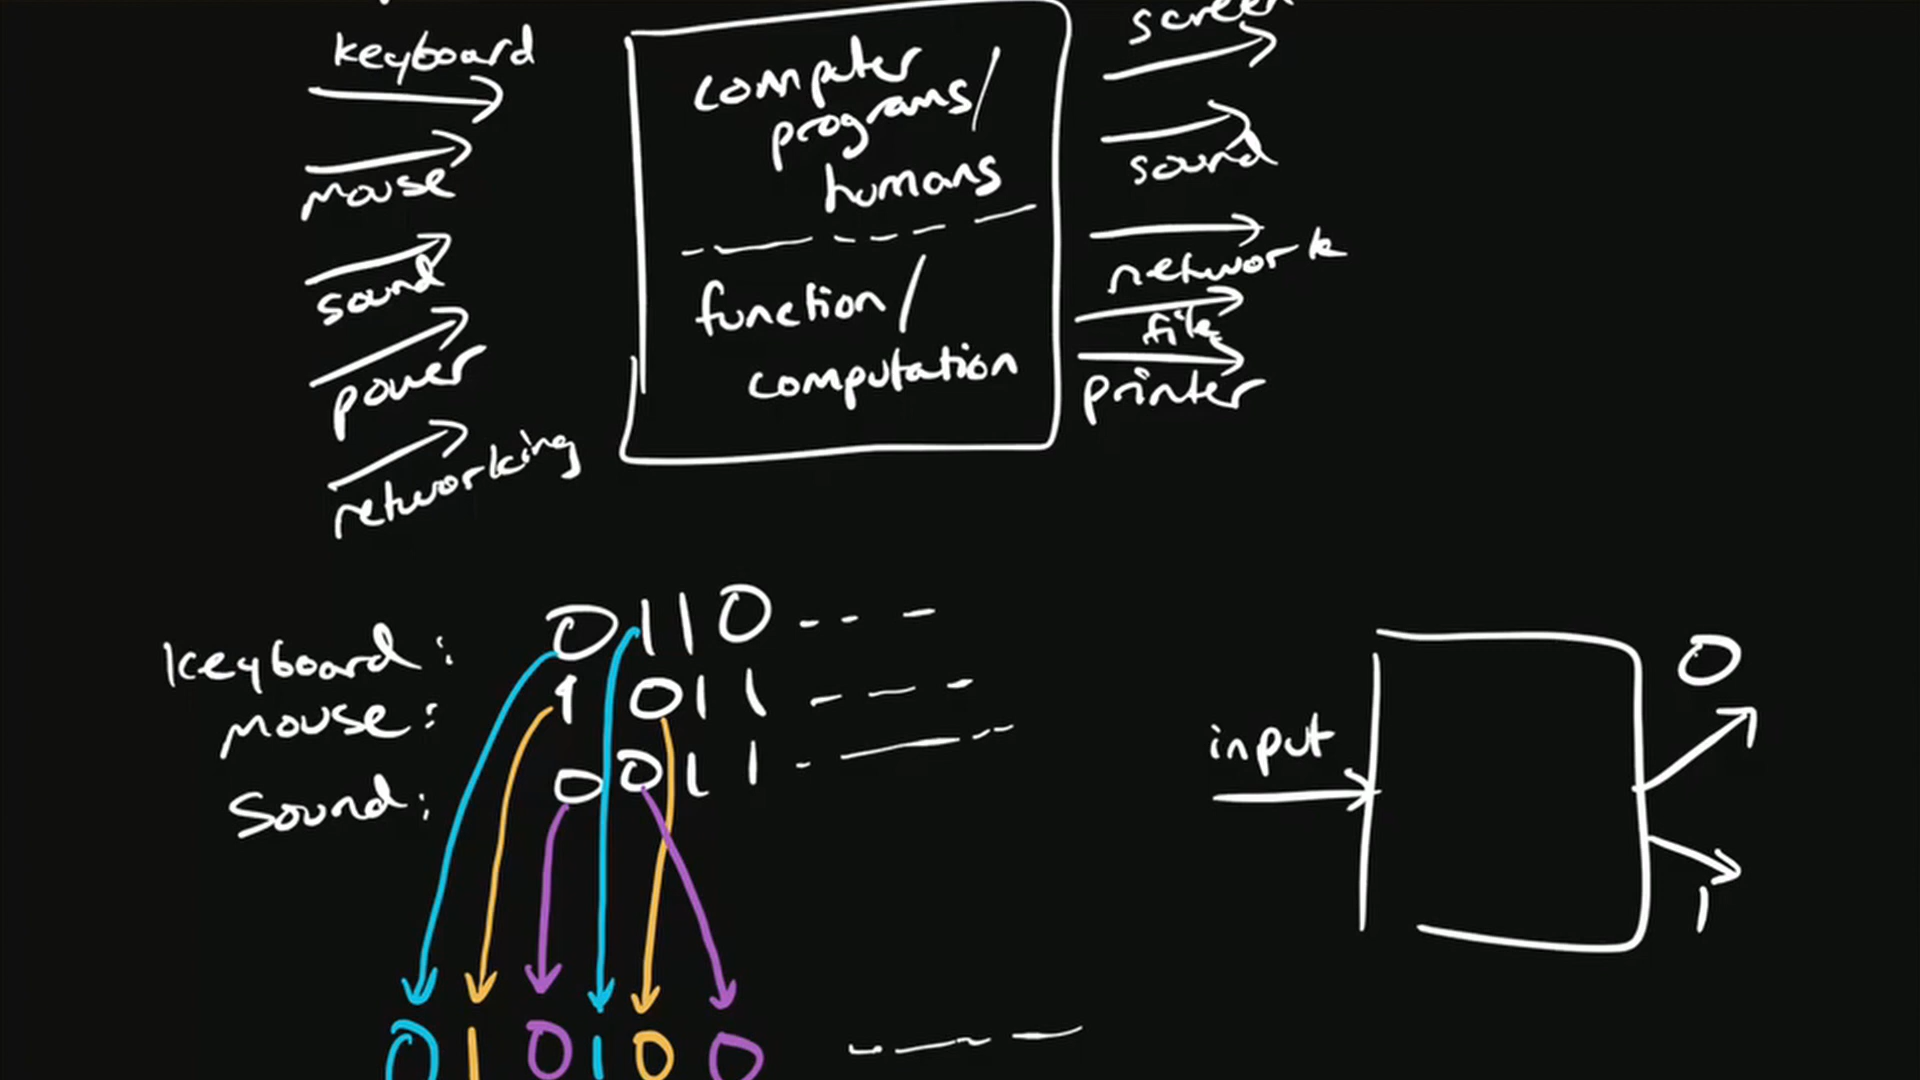 keyboard
mouse
sound
power
networking
computer
programs/
humans
function/
computation
screen
sound
network
file
printer
keyboard: 0110
mouse: 1011
Sound: 0011
010100
input
0
1